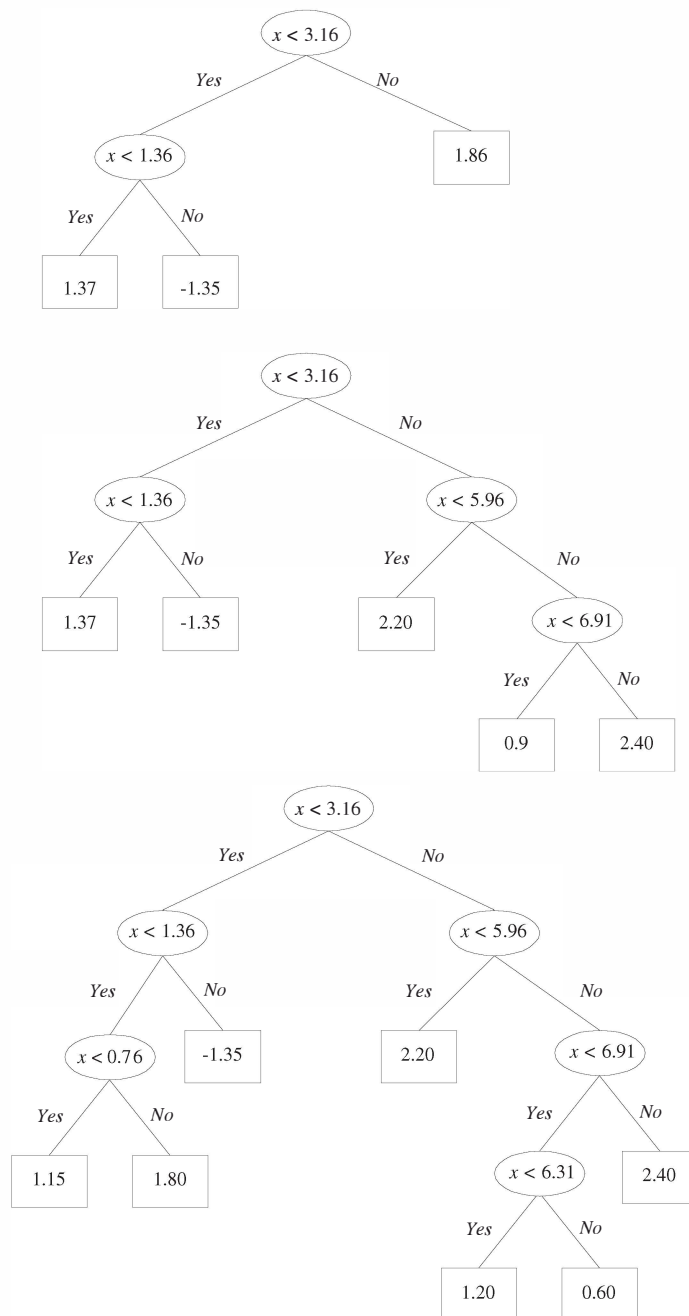 x < 3.16
Yes No
x < 1.36 1.86
Yes No
1.37 -1.35
x < 3.16
Yes No
x < 1.36 x < 5.96
Yes No Yes No
1.37 -1.35 2.20 x < 6.91
Yes No
0.9 2.40
x < 3.16
Yes No
x < 1.36 x < 5.96
Yes No Yes No
x < 0.76 -1.35 2.20 x < 6.91
Yes No Yes No
1.15 1.80 x < 6.31 2.40
Yes No
1.20 0.60